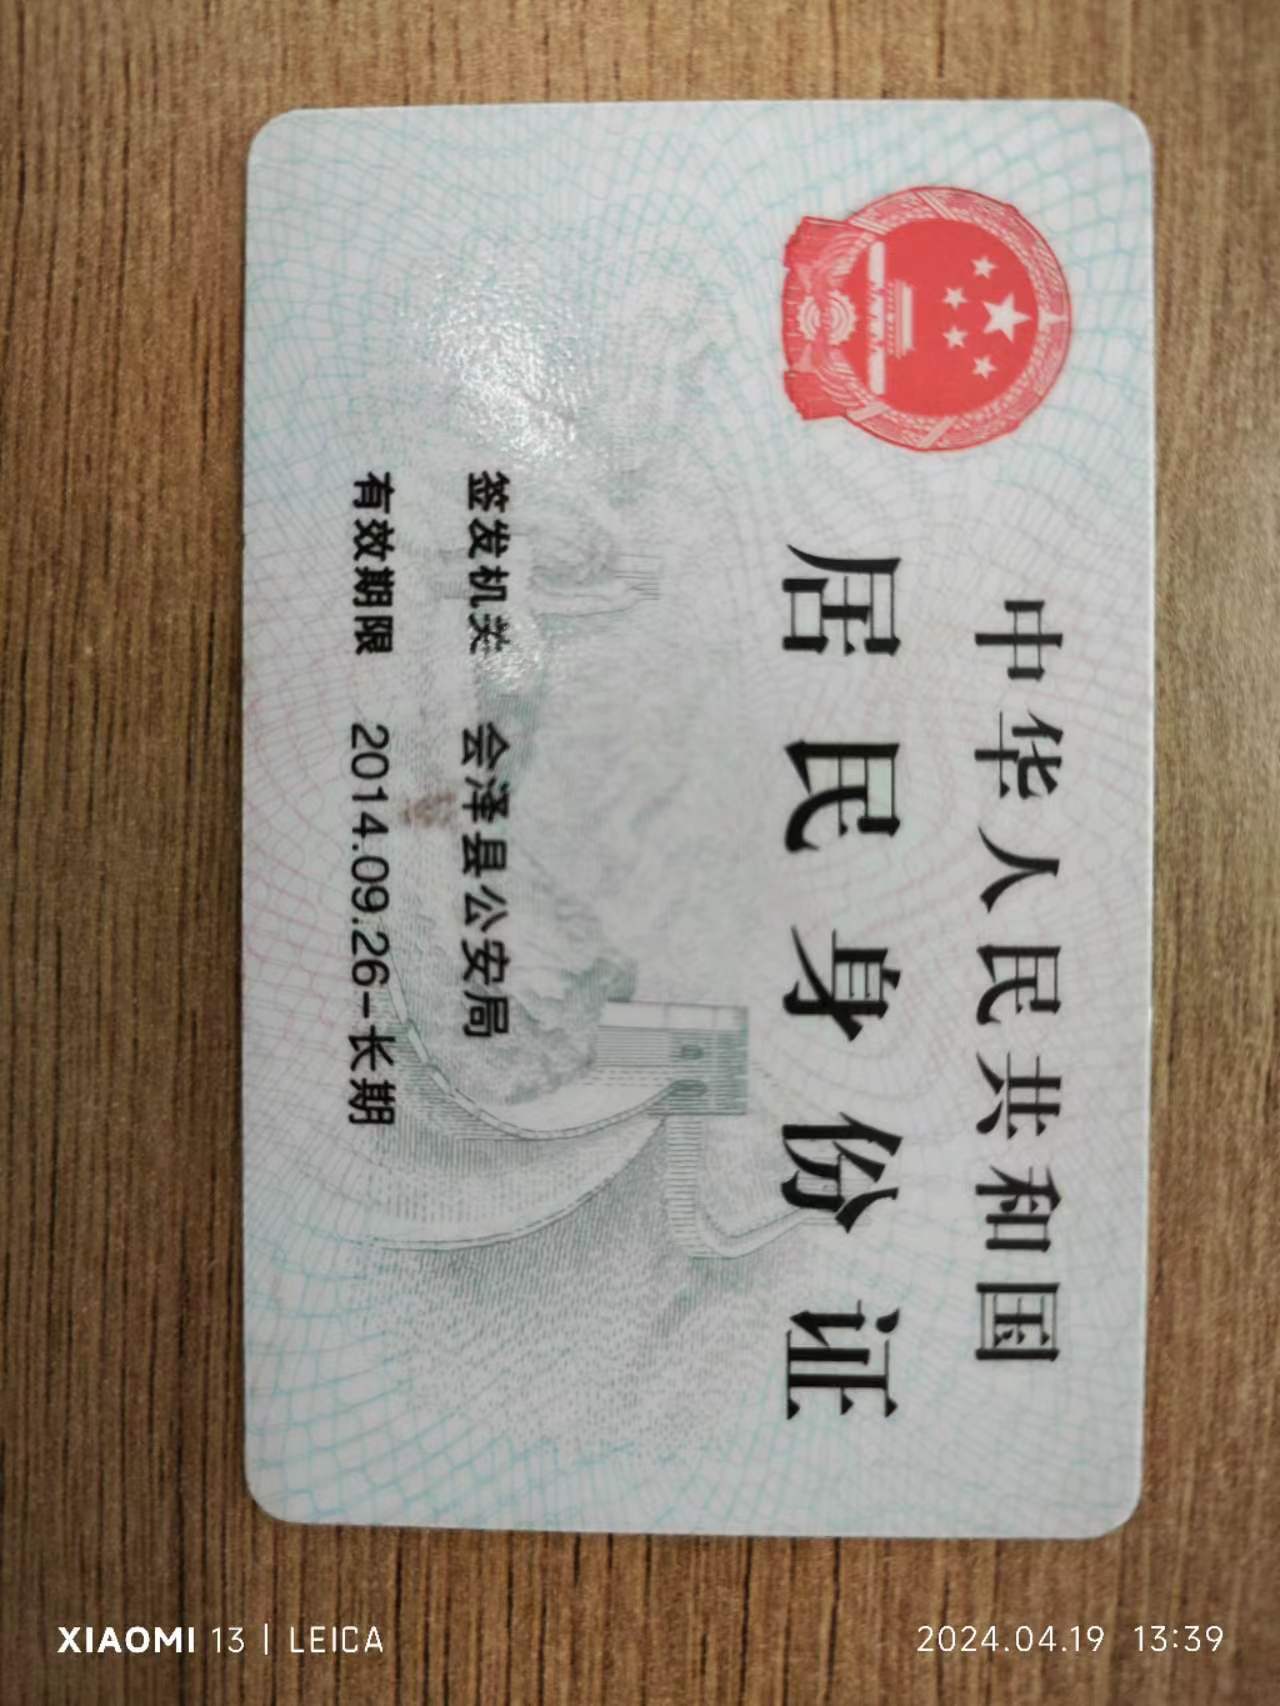 中华人民共和国
居民身份证
签发机关 会泽县公安局
有效期限 2014.09.26-长期
XIAOMI 13 | LEICA
2024.04.19 13:39